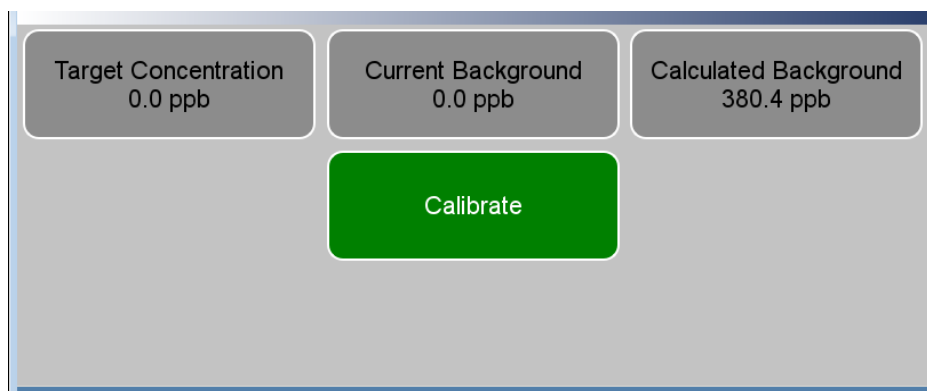 Target Concentration
0.0 ppb
Current Background
0.0 ppb
Calculated Background
380.4 ppb
Calibrate